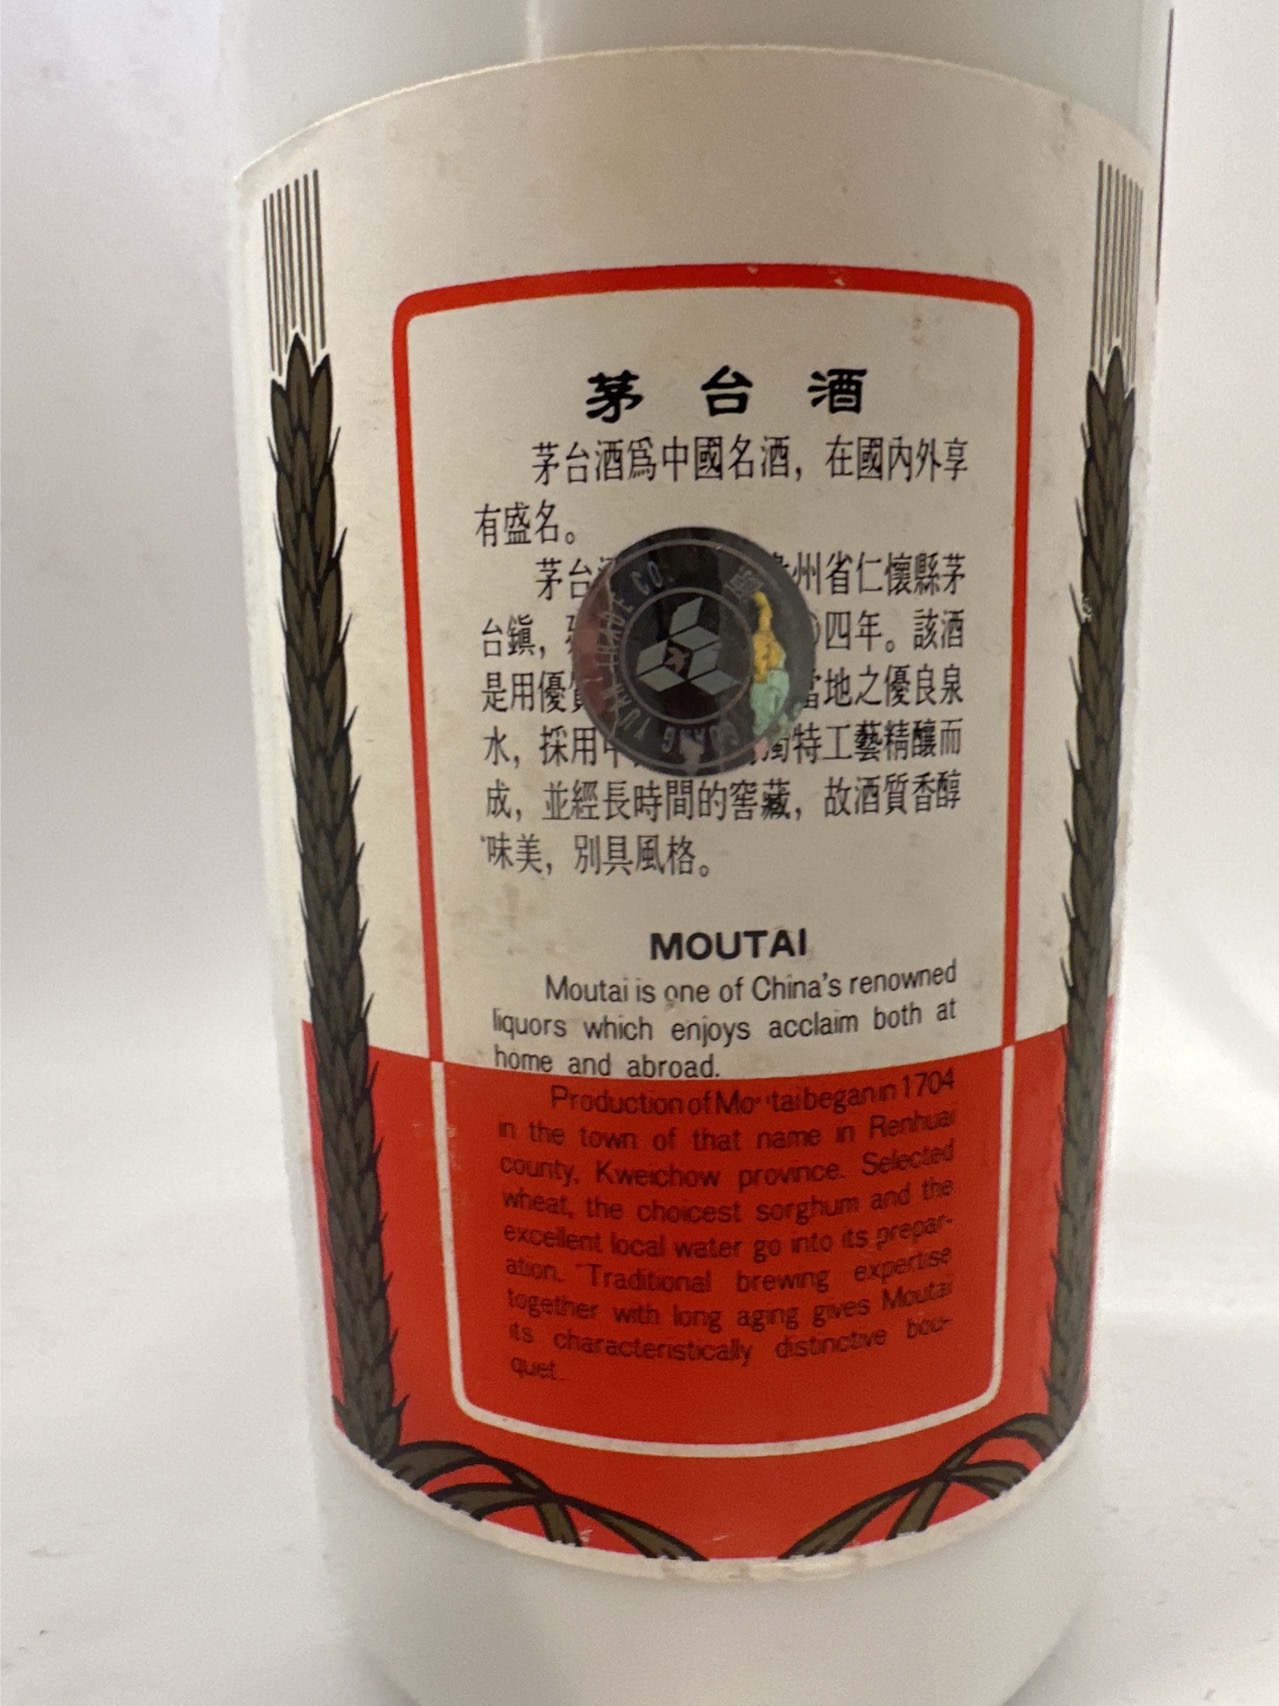 茅台酒
茅台酒爲中國名酒，在國內外享
有盛名。
茅台 州省仁懷縣茅
台鎮， 四年。該酒
是用優 當地之優良泉
水，採用 獨特工藝精釀而
成，並經長時間的窖藏，故酒質香醇
味美，別具風格。
TRADE CO.
MOUTAI
Moutai is one of China's renowned
liquors which enjoys acclaim both at
home and abroad.
Production of Moutai began in 1704
in the town of that name in Renhuai
county, Kweichow province. Selected
wheat, the choicest sorghum and the
excellent local water go into its prepar-
ation. Traditional brewing expertise
together with long aging gives Moutai
its characteristically distinctive bou-
quet.